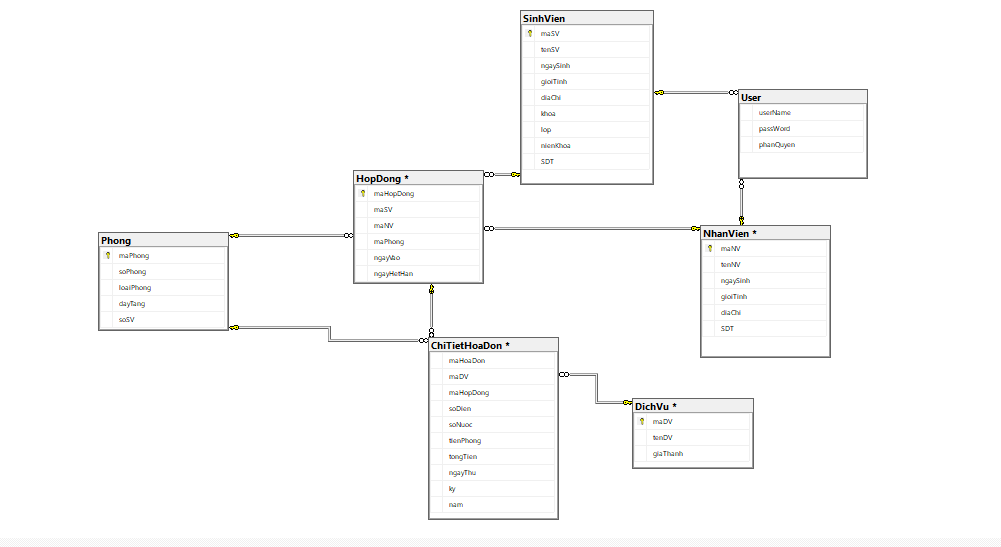 SinhVien
maSV
tenSV
ngaySinh
gioiTinh
diaChi
khoa
lop
nienKhoa
SDT
User
userName
passWord
phanQuyen
HopDong *
maHopDong
maSV
maNV
maPhong
ngayVao
ngayHetHan
Phong
maPhong
soPhong
loaiPhong
dayTang
soSV
NhanVien *
maNV
tenNV
ngaySinh
gioiTinh
diaChi
SDT
ChiTietHoaDon *
maHoaDon
maDV
maHopDong
soDien
soNuoc
tienPhong
tongTien
ngayThu
ky
nam
DichVu *
maDV
tenDV
giaThanh